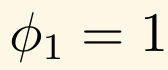 ϕ₁ = 1